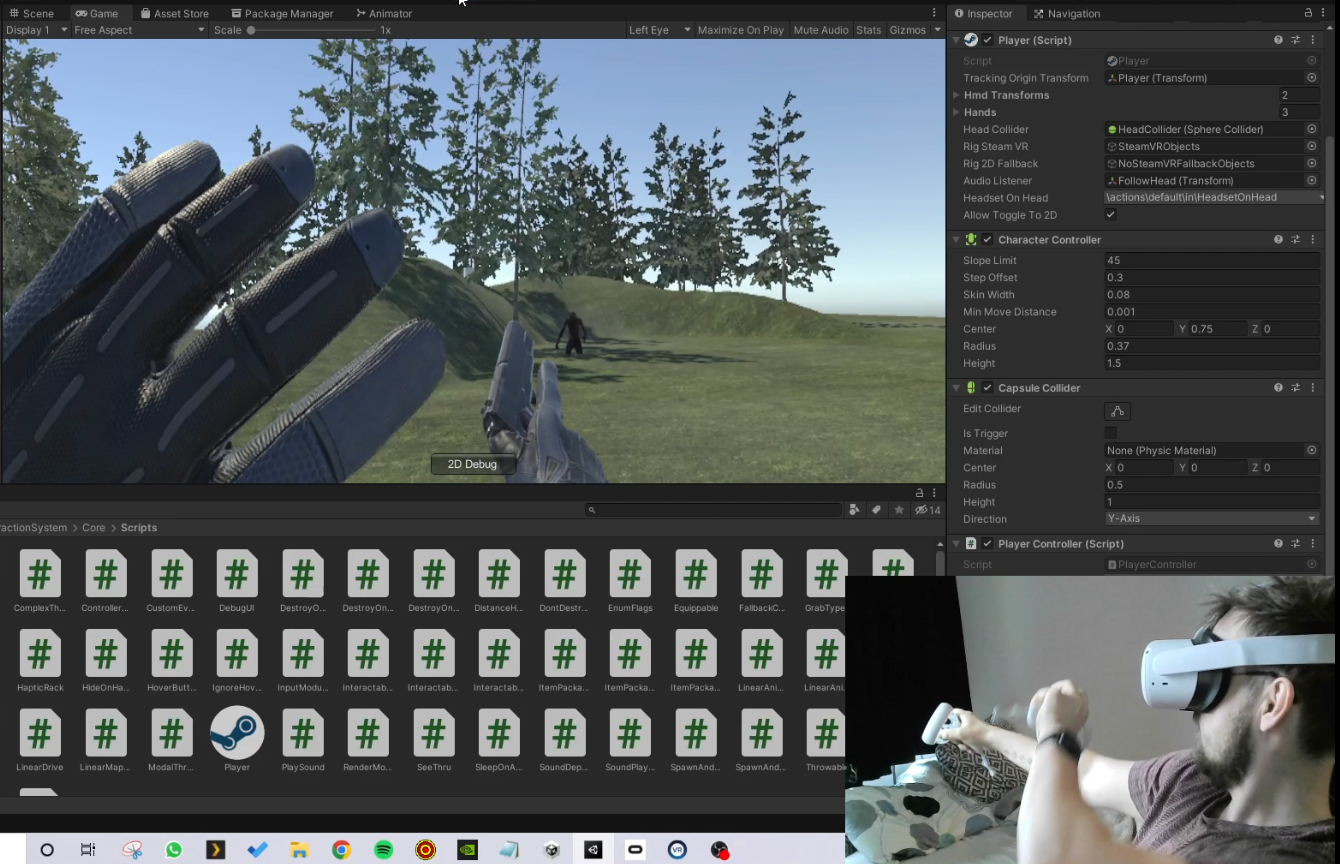 Scene Game Asset Store Package Manager Animator
Display 1 Free Aspect Scale 1x Left Eye Maximize On Play Mute Audio Stats Gizmos
2D Debug
14
ractionSystem > Core > Scripts
ComplexTh... Controller... CustomEv... DebugUI DestroyO... DestroyOn... DestroyOn... DistanceH... DontDestr... EnumFlags Equippable FallbackC... GrabType
HapticRack HideOnHa... HoverButt... IgnoreHov... InputModu... Interactab... Interactab... Interactab... ItemPacka... ItemPacka... ItemPacka... LinearAni... LinearAni...
LinearDrive LinearMap... ModalThr... Player PlaySound RenderMo... SeeThru SleepOnA... SoundDep... SoundPlay... SpawnAnd... SpawnAnd... Throwabl
Inspector Navigation
Player (Script)
Script Player
Tracking Origin Transform Player (Transform)
Hmd Transforms 2
Hands 3
Head Collider HeadCollider (Sphere Collider)
Rig Steam VR SteamVRObjects
Rig 2D Fallback NoSteamVRFallbackObjects
Audio Listener FollowHead (Transform)
Headset On Head \actions\default\in\HeadsetOnHead
Allow Toggle To 2D
Character Controller
Slope Limit 45
Step Offset 0.3
Skin Width 0.08
Min Move Distance 0.001
Center X 0 Y 0.75 Z 0
Radius 0.37
Height 1.5
Capsule Collider
Edit Collider
Is Trigger
Material None (Physic Material)
Center X 0 Y 0 Z 0
Radius 0.5
Height 1
Direction Y-Axis
Player Controller (Script)
Script PlayerController